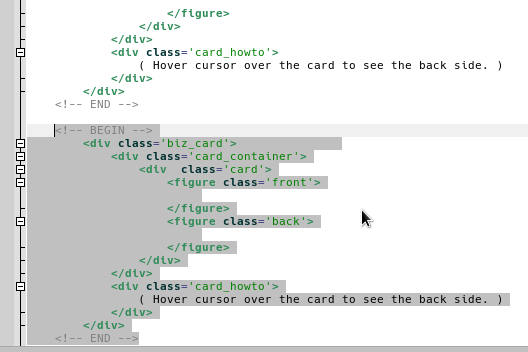 </figure>
</div>
</div>
<div class='card_howto'>
( Hover cursor over the card to see the back side. )
</div>
</div>
<!-- END -->
<!-- BEGIN -->
<div class='biz_card'>
<div class='card_container'>
<div  class='card'>
<figure class='front'>
</figure>
<figure class='back'>
</figure>
</div>
</div>
<div class='card_howto'>
( Hover cursor over the card to see the back side. )
</div>
</div>
<!-- END -->